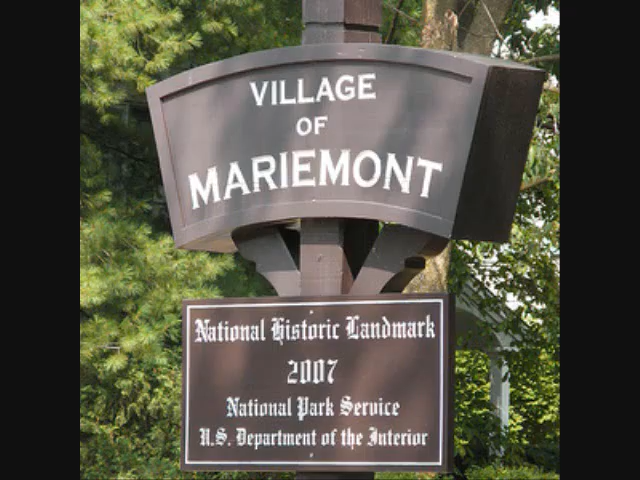 VILLAGE
OF
MARIEMONT
National Historic Landmark
2007
National Park Service
U.S. Department of the Interior